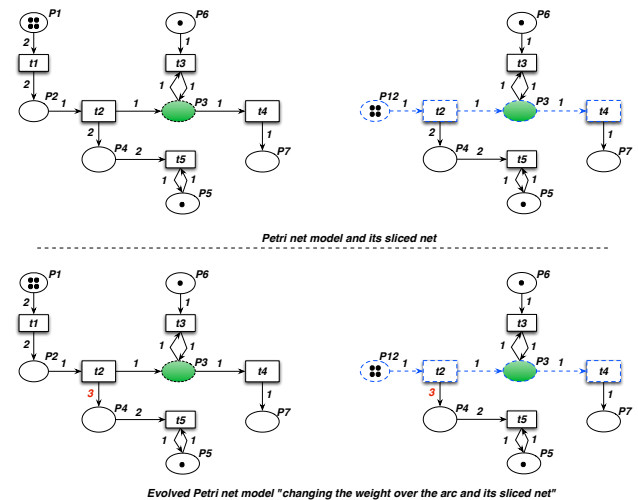 P1 P6 P6
2 1 1
t1 t3 t3
2 1 1 1 1
P2 P3 P12 P3
1 t2 1 1 t4 1 t2 1 1 t4
2 P4 1 2 P4 1
2 t5 P7 2 t5 P7
1 1 1 1
P5 P5
Petri net model and its sliced net
P1 P6 P6
2 1 1
t1 t3 t3
2 1 1 1 1
P2 P3 P12 P3
1 t2 1 1 t4 1 t2 1 1 t4
3 P4 1 3 P4 1
2 t5 P7 2 t5 P7
1 1 1 1
P5 P5
Evolved Petri net model "changing the weight over the arc and its sliced net"